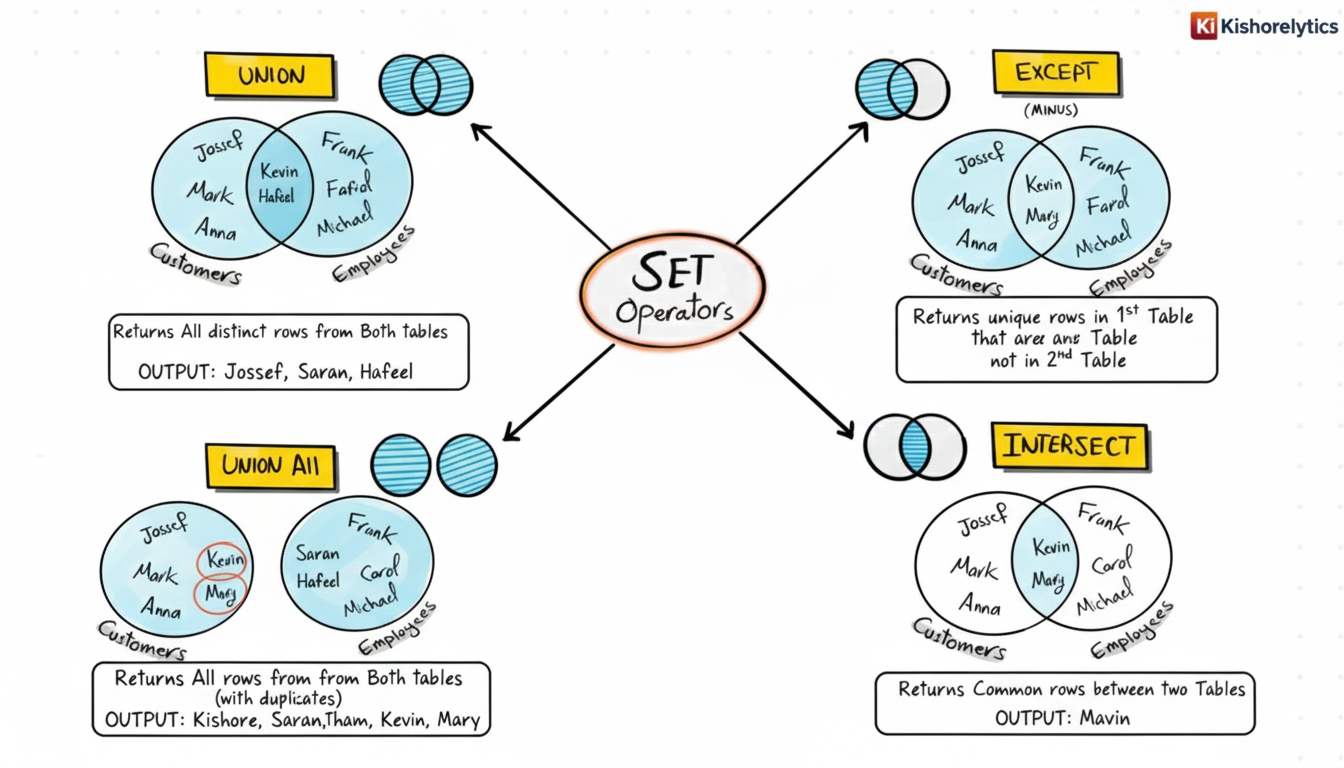 Ki Kishorelytics
UNION
Jossef
Mark
Anna
Kevin
Hafeel
Frank
Fafid
Michael
Customers
Employees
Returns All distinct rows from Both tables
OUTPUT: Jossef, Saran, Hafeel
EXCEPT
(MINUS)
Jossef
Mark
Anna
Kevin
Mary
Frank
Farol
Michael
Customers
Employees
Returns unique rows in 1st Table
that are ane Table
not in 2nd Table
SET
Operators
UNION All
Jossef
Mark
Anna
Kevin
Mary
Saran
Hafeel
Frank
Carol
Michael
Customers
Employees
Returns All rows from from Both tables
(with duplicates)
OUTPUT: Kishore, Saran,Tham, Kevin, Mary
INTERSECT
Jossef
Mark
Anna
Kevin
Mary
Frank
Carol
Michael
Customers
Employees
Returns Common rows between two Tables
OUTPUT: Mavin